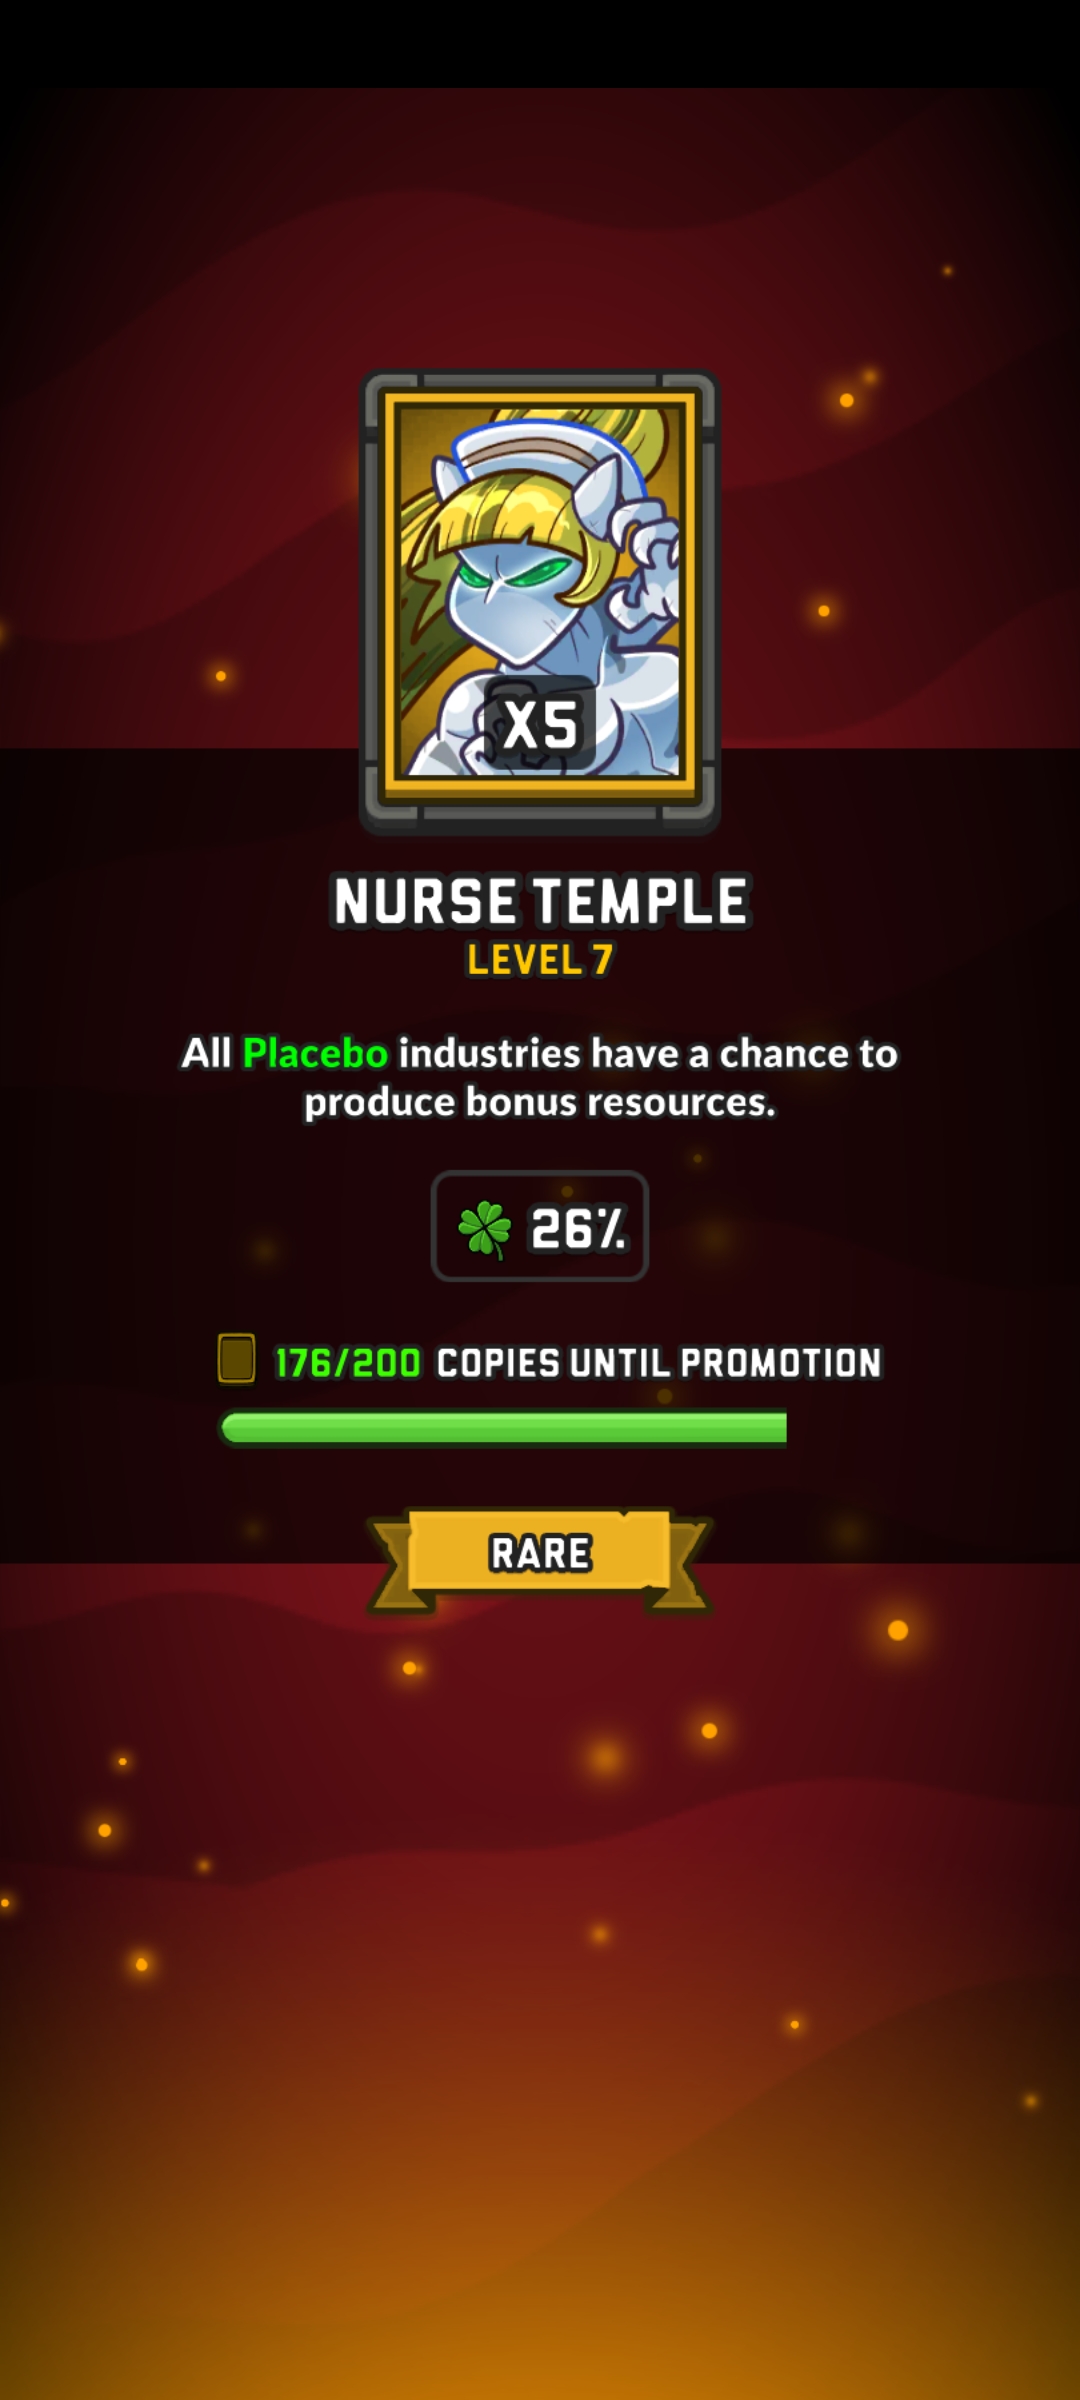 X5
NURSE TEMPLE
LEVEL 7
All Placebo industries have a chance to
produce bonus resources.
26%
176/200 COPIES UNTIL PROMOTION
RARE